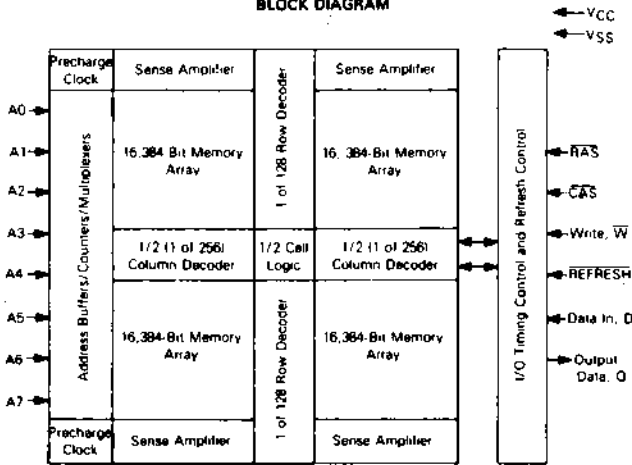 BLOCK DIAGRAM
VCC
VSS
Precharge
Clock
Sense Amplifier
1 of 128 Row Decoder
Sense Amplifier
A0
A1
A2
A3
A4
A5
A6
A7
Address Buffers/Counters/Multiplexers
16,384-Bit Memory
Array
16,384-Bit Memory
Array
1/2 (1 of 256)
Column Decoder
1/2 Cell
Logic
1/2 (1 of 256)
Column Decoder
16,384-Bit Memory
Array
1 of 128 Row Decoder
16,384-Bit Memory
Array
Precharge
Clock
Sense Amplifier
Sense Amplifier
I/O Timing Control and Refresh Control
RAS
CAS
Write, W
REFRESH
Data In, D
Output
Data, Q